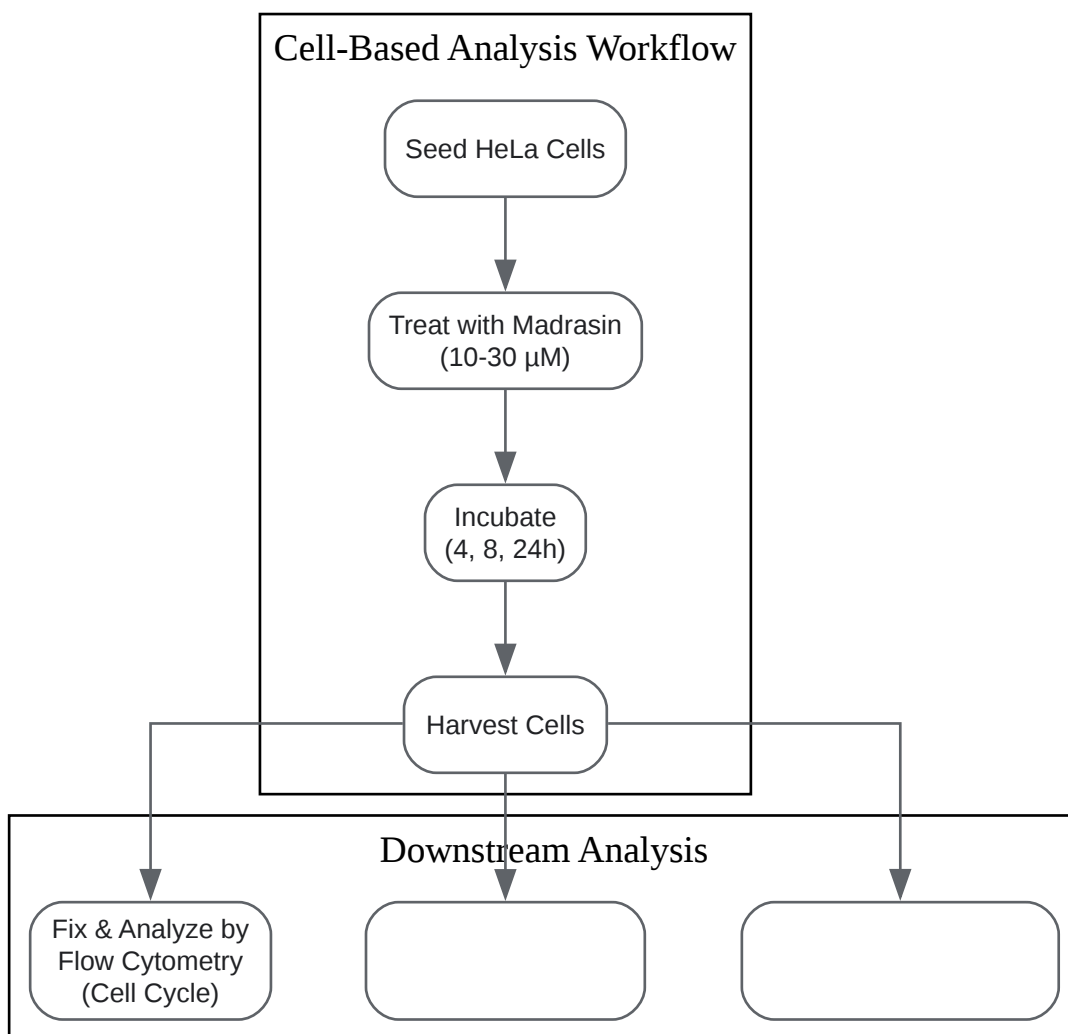 Cell-Based Analysis Workflow
Seed HeLa Cells
Treat with Madrasin
(10-30 µM)
Incubate
(4, 8, 24h)
Harvest Cells
Downstream Analysis
Fix & Analyze by
Flow Cytometry
(Cell Cycle)